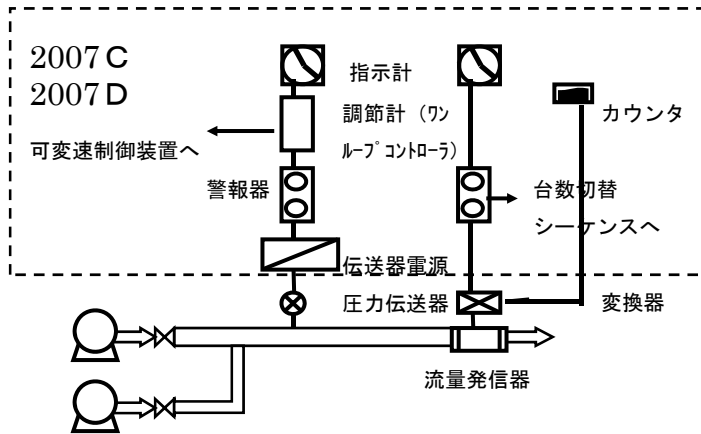 2007C
2007D
指示計
調節計（ワン
ループコントローラ）
カウンタ
可変速制御装置へ
警報器
台数切替
シーケンスへ
伝送器電源
圧力伝送器
変換器
流量発信器